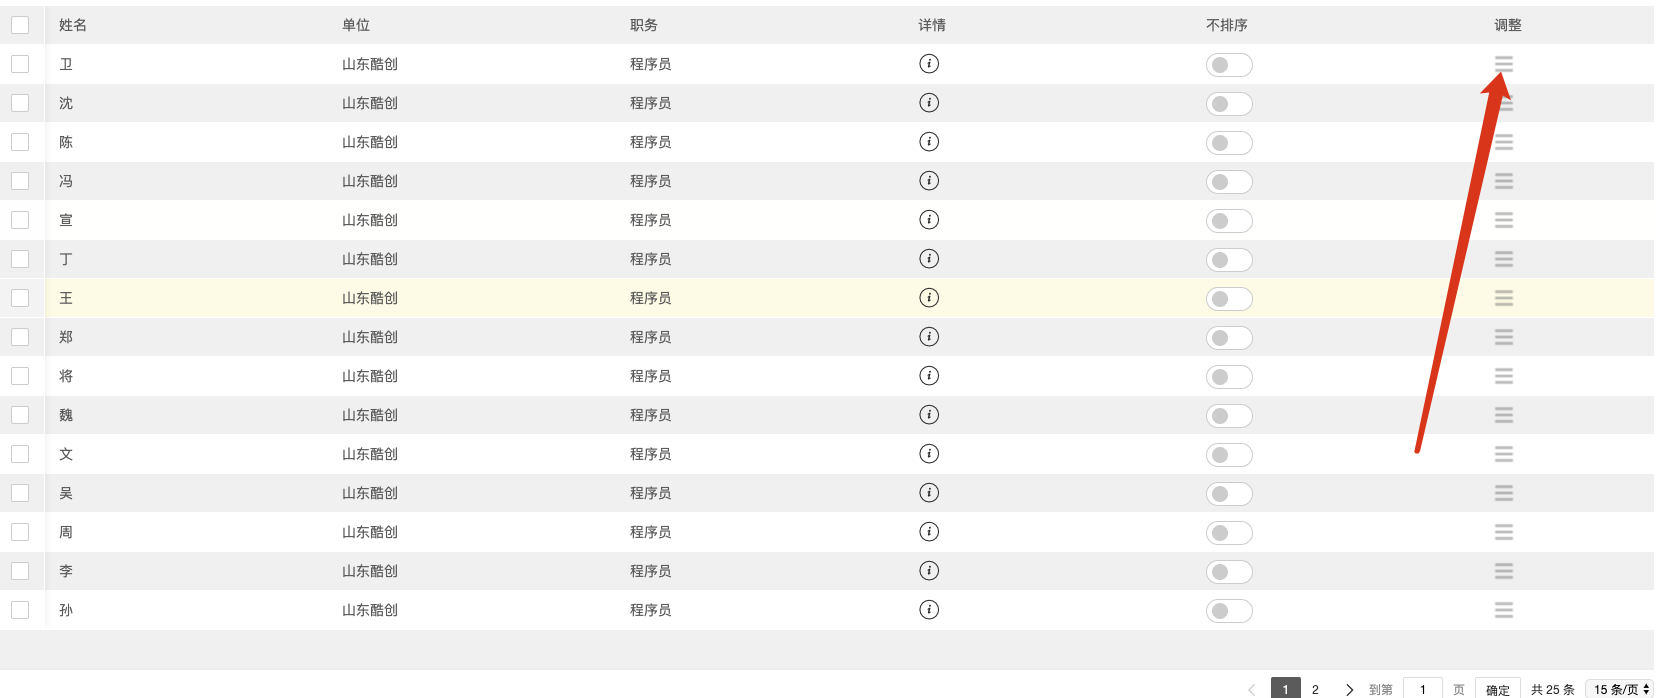 姓名 单位 职务 详情 不排序 调整
卫 山东酷创 程序员
沈 山东酷创 程序员
陈 山东酷创 程序员
冯 山东酷创 程序员
宣 山东酷创 程序员
丁 山东酷创 程序员
王 山东酷创 程序员
郑 山东酷创 程序员
将 山东酷创 程序员
魏 山东酷创 程序员
文 山东酷创 程序员
吴 山东酷创 程序员
周 山东酷创 程序员
李 山东酷创 程序员
孙 山东酷创 程序员
1 2 到第 1 页 确定 共 25 条 15 条/页